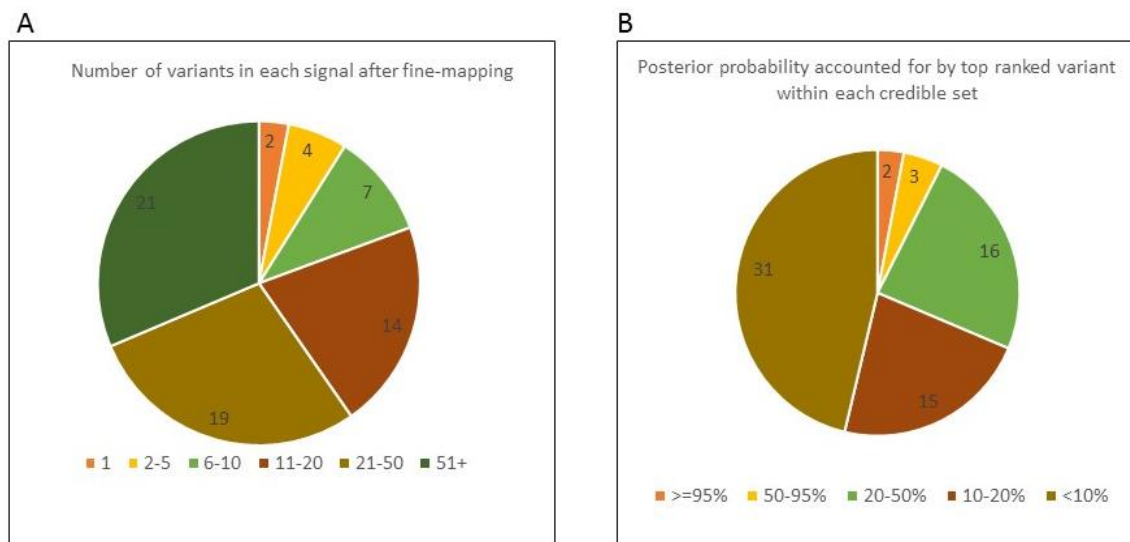 A
Number of variants in each signal after fine-mapping
2
4
7
14
19
21
1 2-5 6-10 11-20 21-50 51+
B
Posterior probability accounted for by top ranked variant
within each credible set
2
3
16
15
31
>=95% 50-95% 20-50% 10-20% <10%